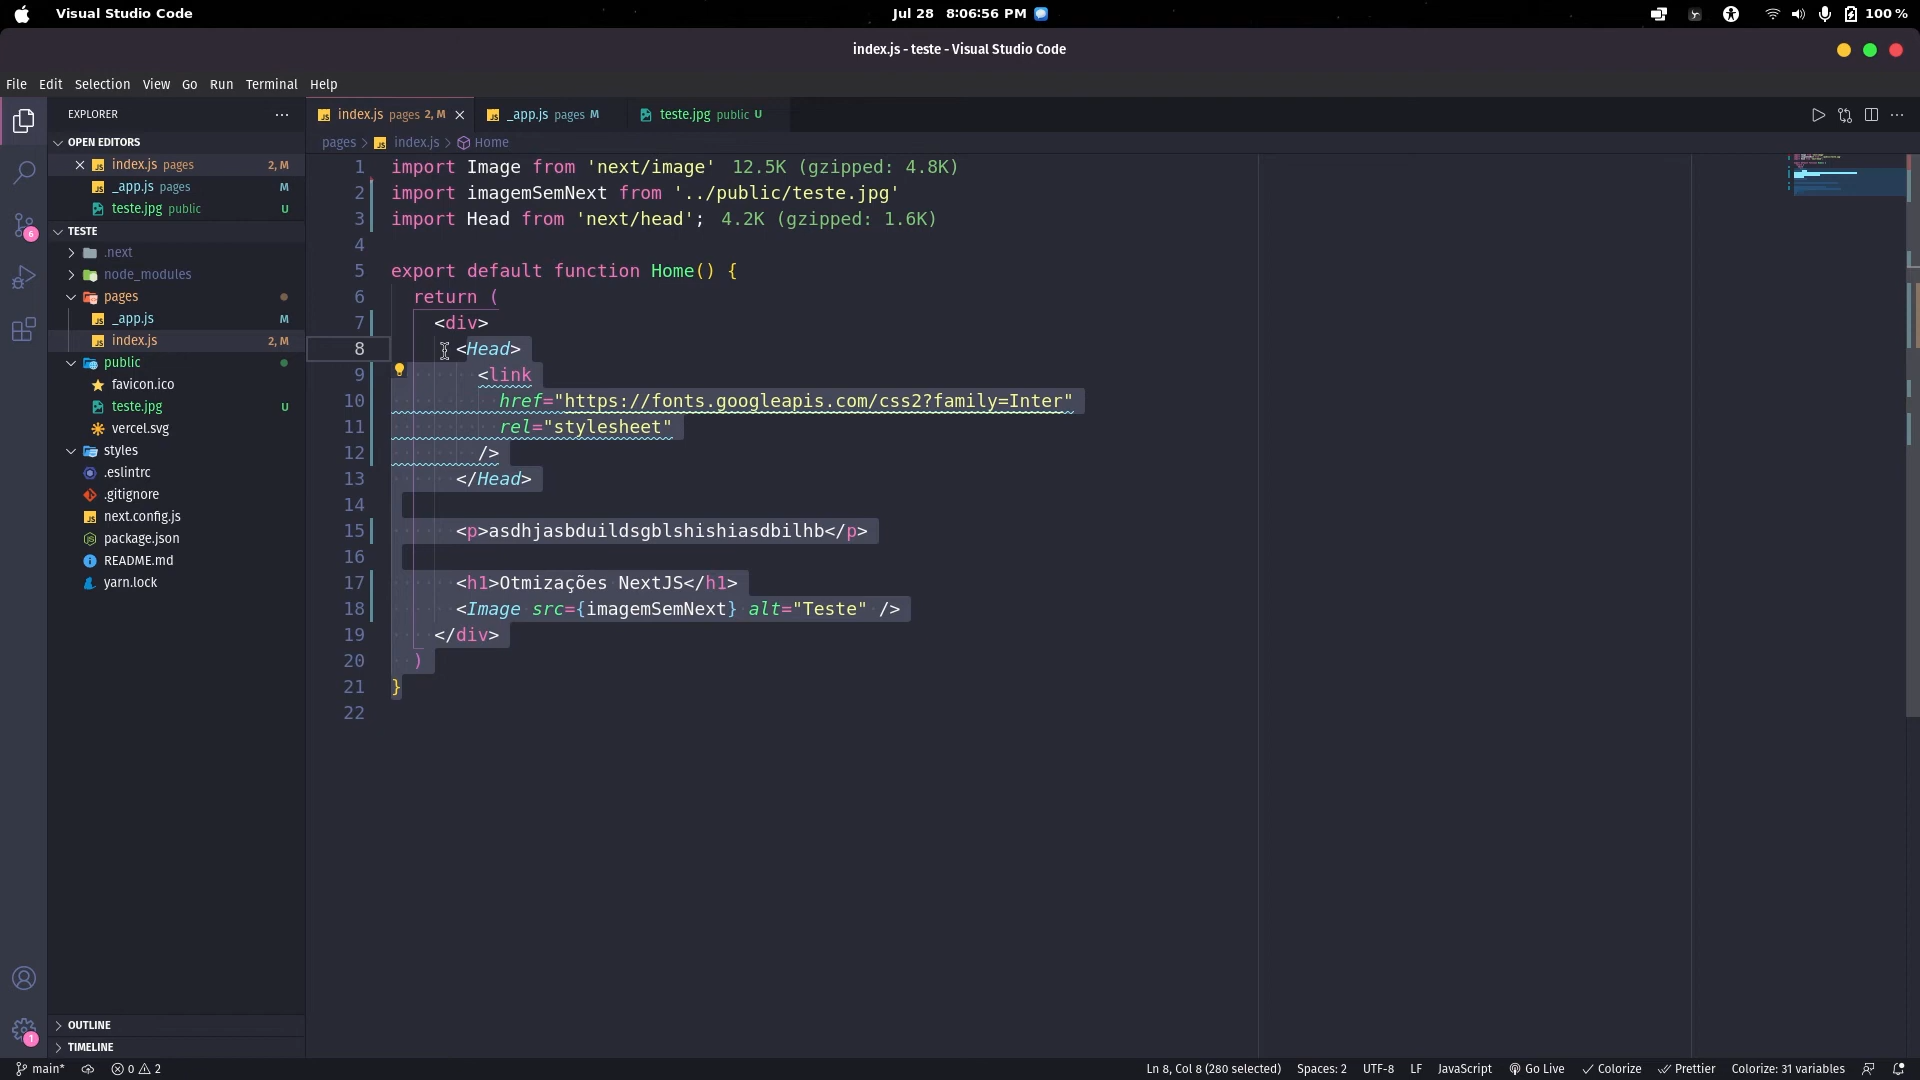 Visual Studio Code
Jul 28 8:06:56 PM
100 %
index.js - teste - Visual Studio Code
File Edit Selection View Go Run Terminal Help
EXPLORER
OPEN EDITORS
index.js pages 2, M
_app.js pages M
teste.jpg public U
TESTE
.next
node_modules
pages
_app.js M
index.js 2, M
public
favicon.ico
teste.jpg U
vercel.svg
styles
.eslintrc
.gitignore
next.config.js
package.json
README.md
yarn.lock
OUTLINE
TIMELINE
6
1
index.js pages 2, M
_app.js pages M
teste.jpg public U
pages > index.js > Home
1 import Image from 'next/image' 12.5K (gzipped: 4.8K)
2 import imagemSemNext from '../public/teste.jpg'
3 import Head from 'next/head'; 4.2K (gzipped: 1.6K)
4
5 export default function Home() {
6 return (
7 <div>
8 <Head>
9 <link
10 href="https://fonts.googleapis.com/css2?family=Inter"
11 rel="stylesheet"
12 />
13 </Head>
14
15 <p>asdhjasbduildsgblshishiasdbilhb</p>
16
17 <h1>Otmizações NextJS</h1>
18 <Image src={imagemSemNext} alt="Teste" />
19 </div>
20 )
21 }
22
main* 0 2
Ln 8, Col 8 (280 selected) Spaces: 2 UTF-8 LF JavaScript Go Live Colorize Prettier Colorize: 31 variables